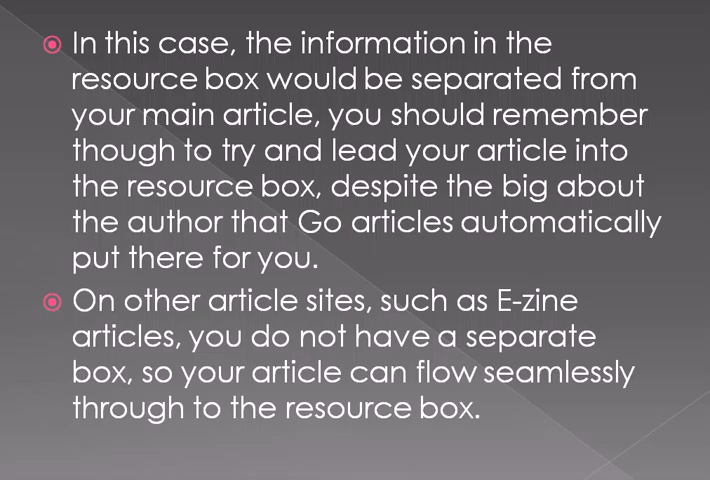 In this case, the information in the
resource box would be separated from
your main article, you should remember
though to try and lead your article into
the resource box, despite the big about
the author that Go articles automatically
put there for you.
On other article sites, such as E-zine
articles, you do not have a separate
box, so your article can flow seamlessly
through to the resource box.